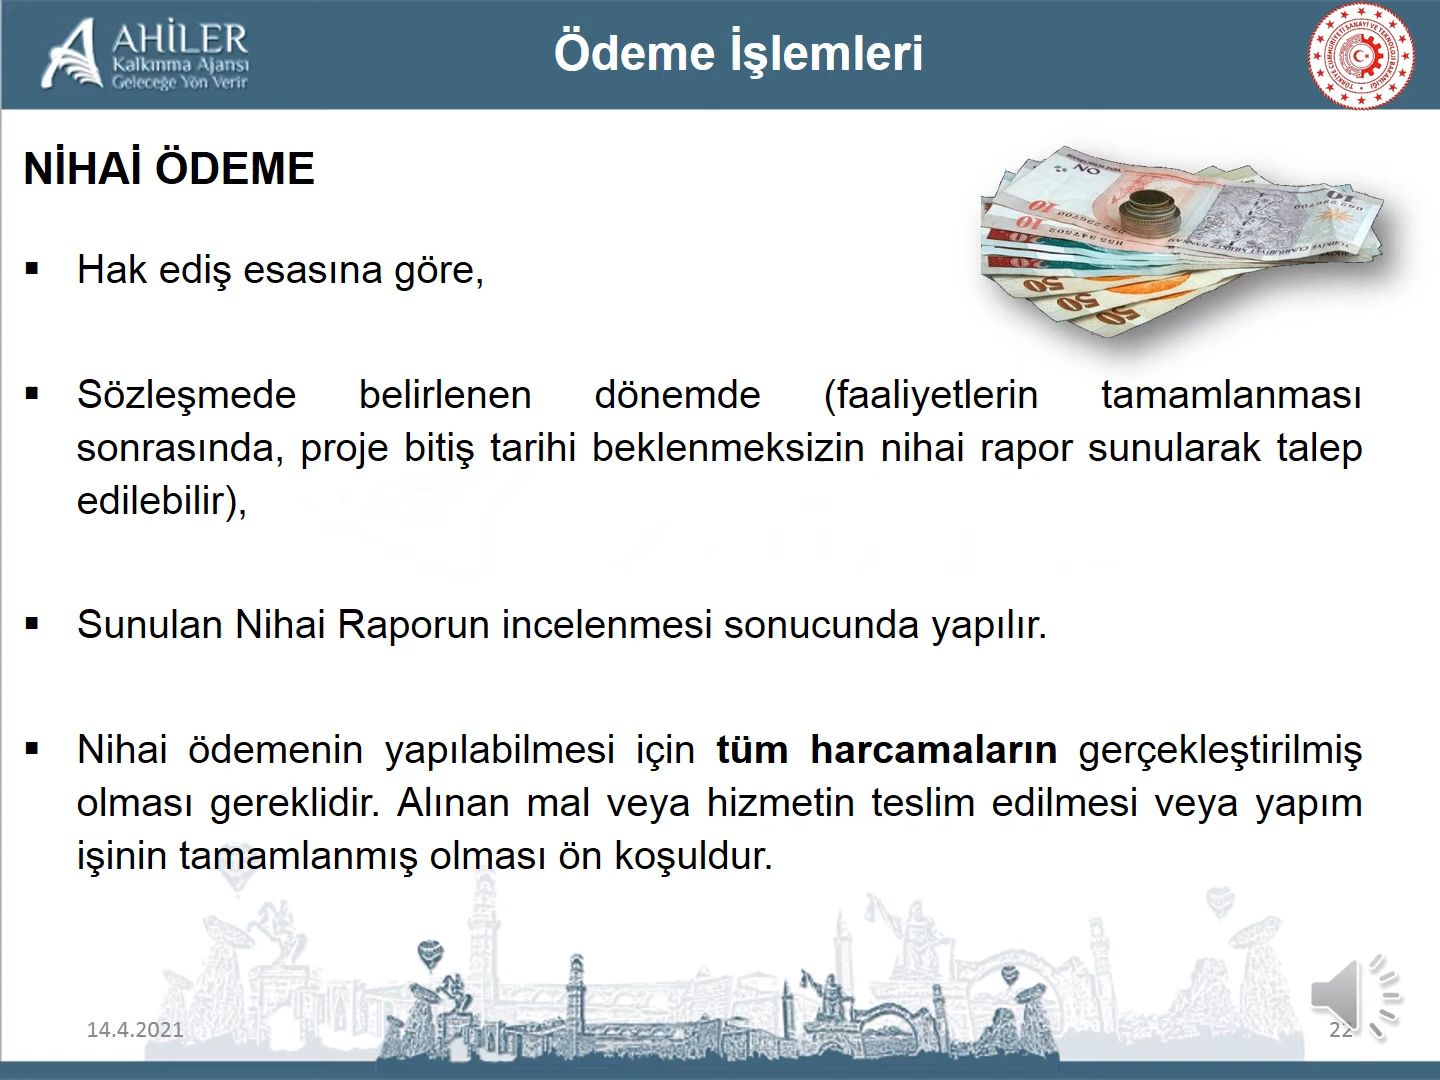 AHİLER
Kalkınma Ajansı
Geleceğe Yön Verir
Ödeme İşlemleri
NİHAİ ÖDEME
▪ Hak ediş esasına göre,
▪ Sözleşmede belirlenen dönemde (faaliyetlerin tamamlanması
sonrasında, proje bitiş tarihi beklenmeksizin nihai rapor sunularak talep
edilebilir),
▪ Sunulan Nihai Raporun incelenmesi sonucunda yapılır.
▪ Nihai ödemenin yapılabilmesi için tüm harcamaların gerçekleştirilmiş
olması gereklidir. Alınan mal veya hizmetin teslim edilmesi veya yapım
işinin tamamlanmış olması ön koşuldur.
14.4.2021
22